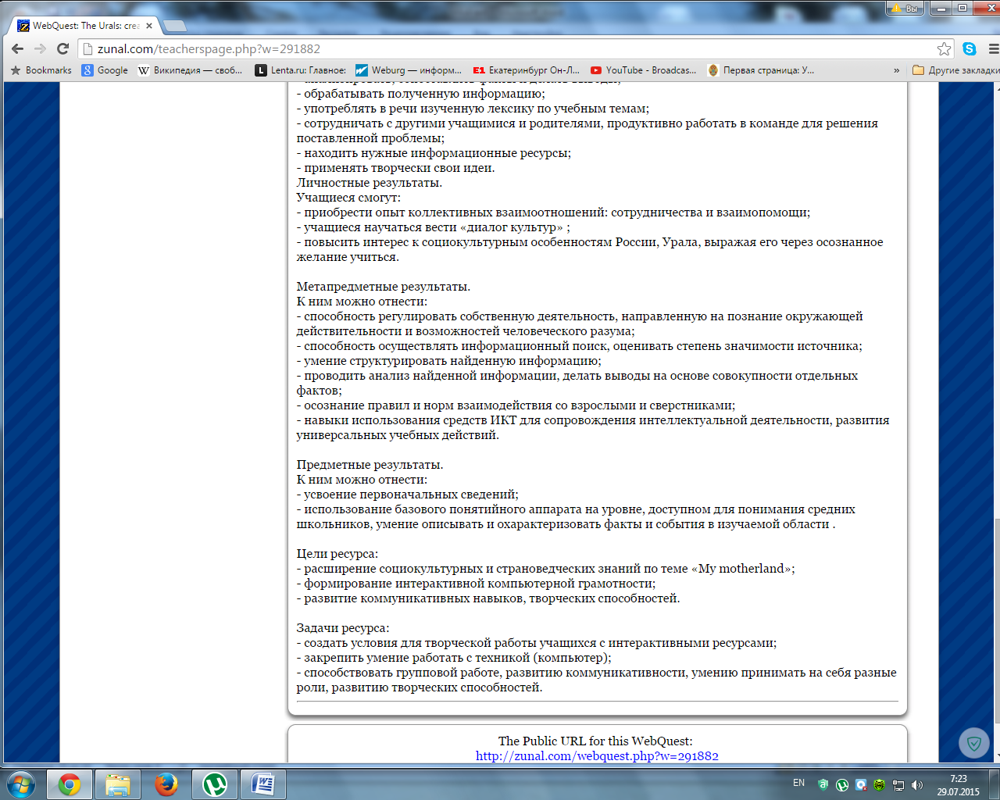 Вы
WebQuest: The Urals: crea
zunal.com/teacherspage.php?w=291882
Bookmarks
Google
Википедия — своб...
Lenta.ru: Главное:
Weburg — информ...
E1 Екатеринбург Он-Л...
YouTube - Broadcas...
Первая страница: У...
»
Другие закладки
- обрабатывать полученную информацию;
- употреблять в речи изученную лексику по учебным темам;
- сотрудничать с другими учащимися и родителями, продуктивно работать в команде для решения
поставленной проблемы;
- находить нужные информационные ресурсы;
- применять творчески свои идеи.
Личностные результаты.
Учащиеся смогут:
- приобрести опыт коллективных взаимоотношений: сотрудничества и взаимопомощи;
- учащиеся научаться вести «диалог культур» ;
- повысить интерес к социокультурным особенностям России, Урала, выражая его через осознанное
желание учиться.
Метапредметные результаты.
К ним можно отнести:
- способность регулировать собственную деятельность, направленную на познание окружающей
действительности и возможностей человеческого разума;
- способность осуществлять информационный поиск, оценивать степень значимости источника;
- умение структурировать найденную информацию;
- проводить анализ найденной информации, делать выводы на основе совокупности отдельных
фактов;
- осознание правил и норм взаимодействия со взрослыми и сверстниками;
- навыки использования средств ИКТ для сопровождения интеллектуальной деятельности, развития
универсальных учебных действий.
Предметные результаты.
К ним можно отнести:
- усвоение первоначальных сведений;
- использование базового понятийного аппарата на уровне, доступном для понимания средних
школьников, умение описывать и охарактеризовать факты и события в изучаемой области .
Цели ресурса:
- расширение социокультурных и страноведческих знаний по теме «My motherland»;
- формирование интерактивной компьютерной грамотности;
- развитие коммуникативных навыков, творческих способностей.
Задачи ресурса:
- создать условия для творческой работы учащихся с интерактивными ресурсами;
- закрепить умение работать с техникой (компьютер);
- способствовать групповой работе, развитию коммуникативности, умению принимать на себя разные
роли, развитию творческих способностей.
The Public URL for this WebQuest:
http://zunal.com/webquest.php?w=291882
EN
7:23
29.07.2015